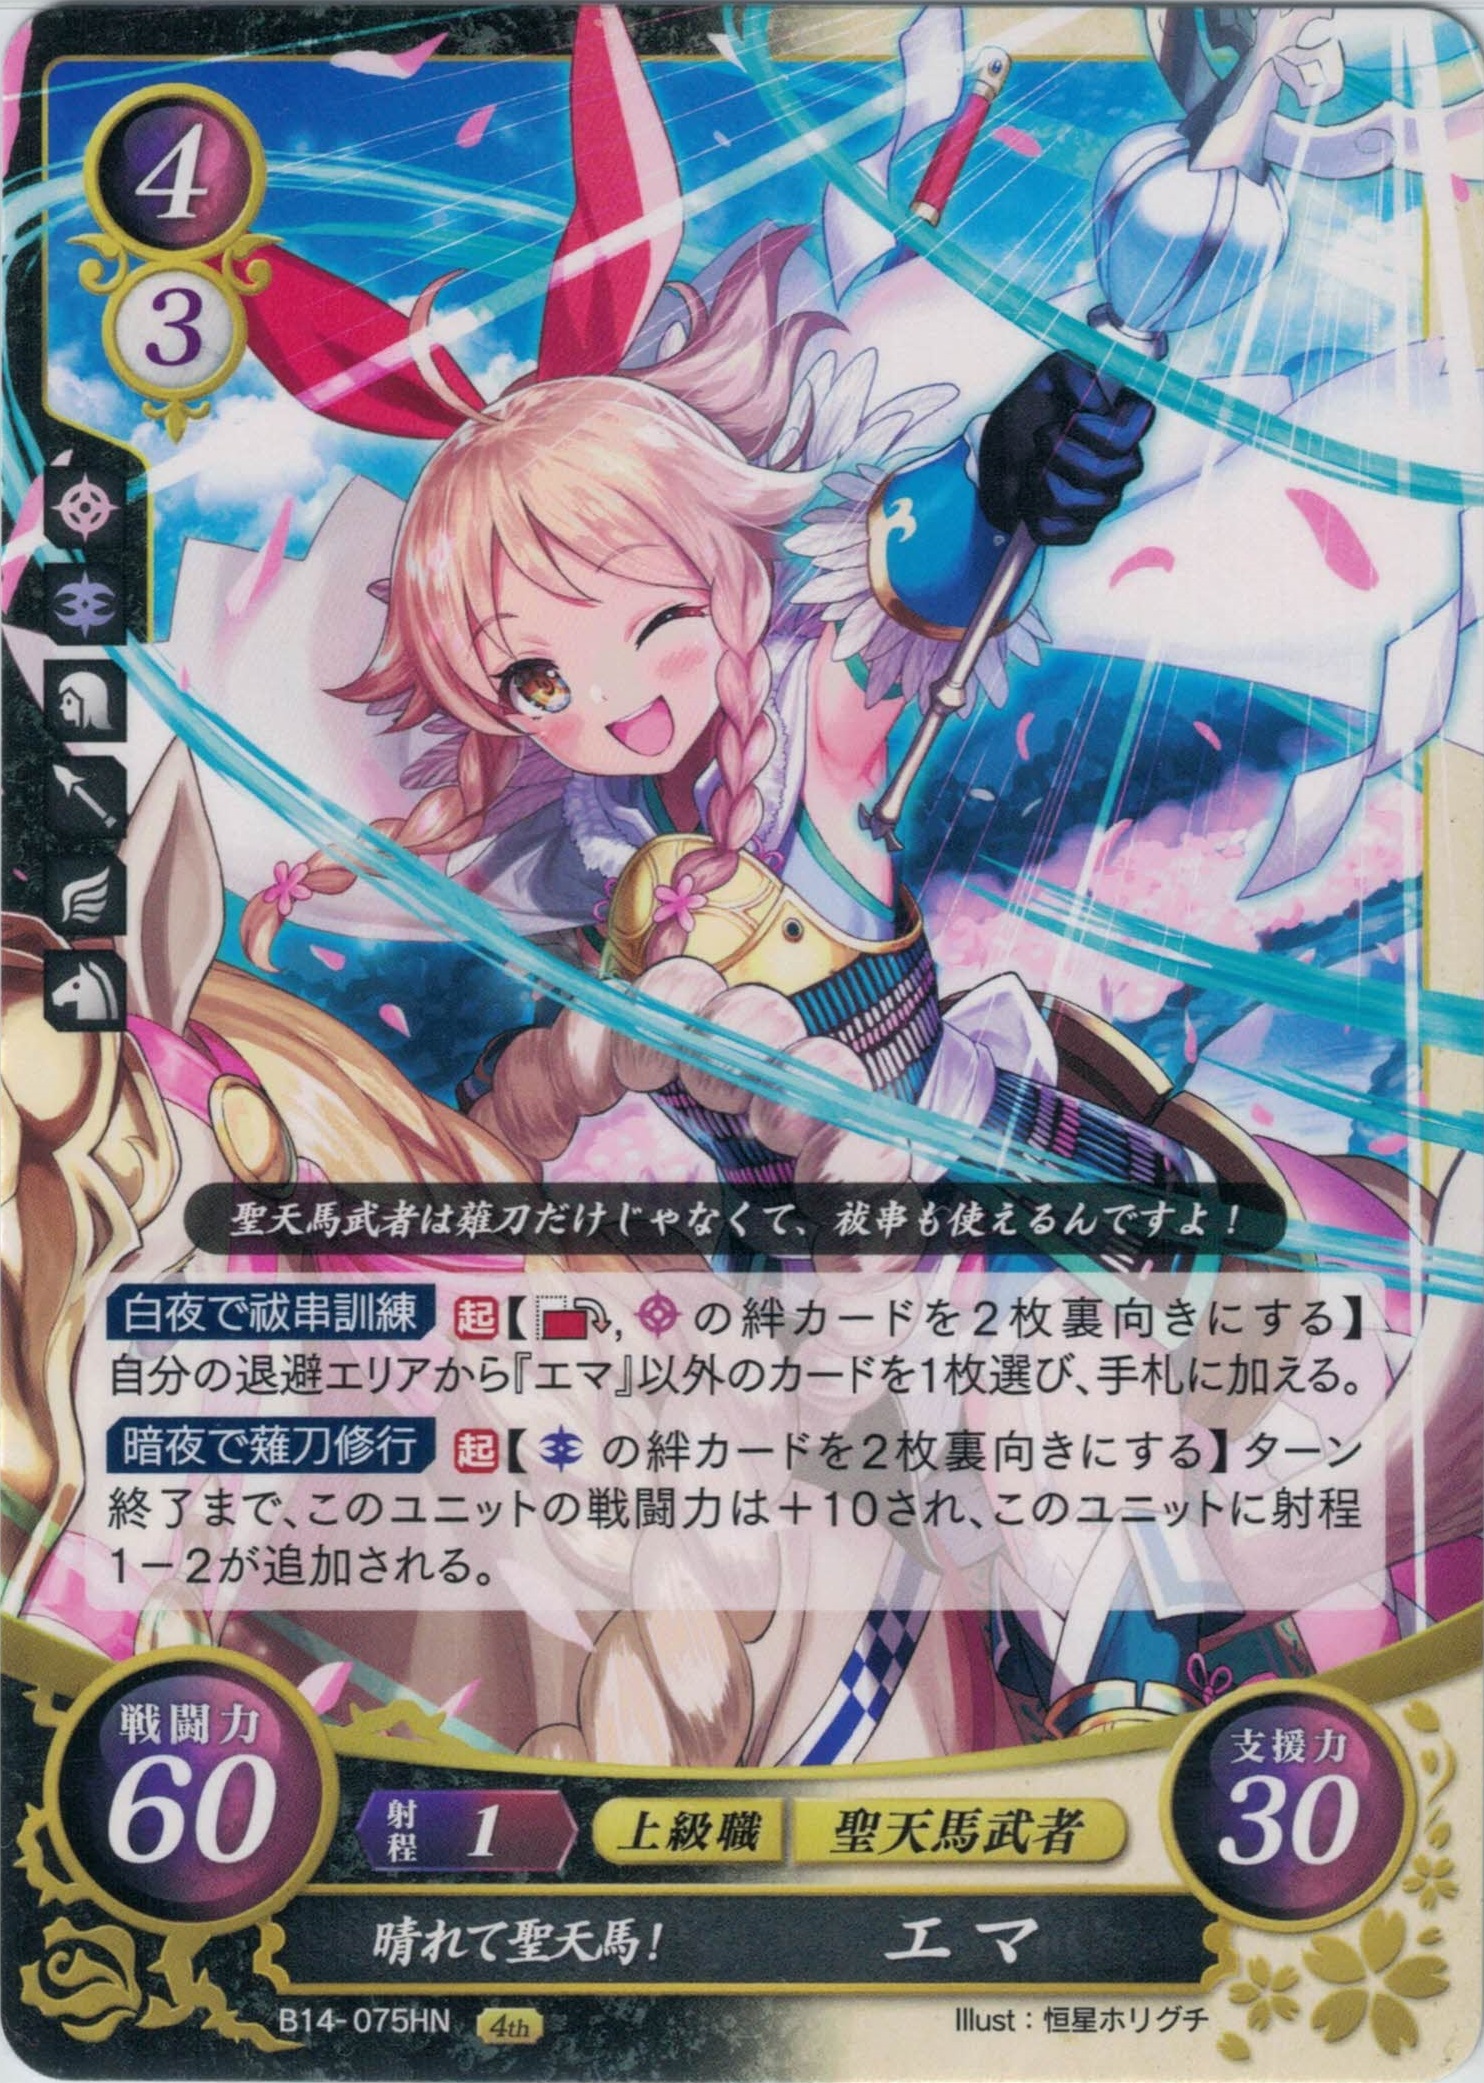 4
3
聖天馬武者は薙刀だけじゃなくて、祓串も使えるんですよ！
白夜で祓串訓練 起【 , の絆カードを2枚裏向きにする】
自分の退避エリアから『エマ』以外のカードを1枚選び、手札に加える。
暗夜で薙刀修行 起【 の絆カードを2枚裏向きにする】ターン
終了まで、このユニットの戦闘力は＋10され、このユニットに射程
1－2が追加される。
戦闘力
60
射程 1
上級職 聖天馬武者
支援力
30
晴れて聖天馬！ エマ
B14-075HN 4th
Illust：恒星ホリグチ